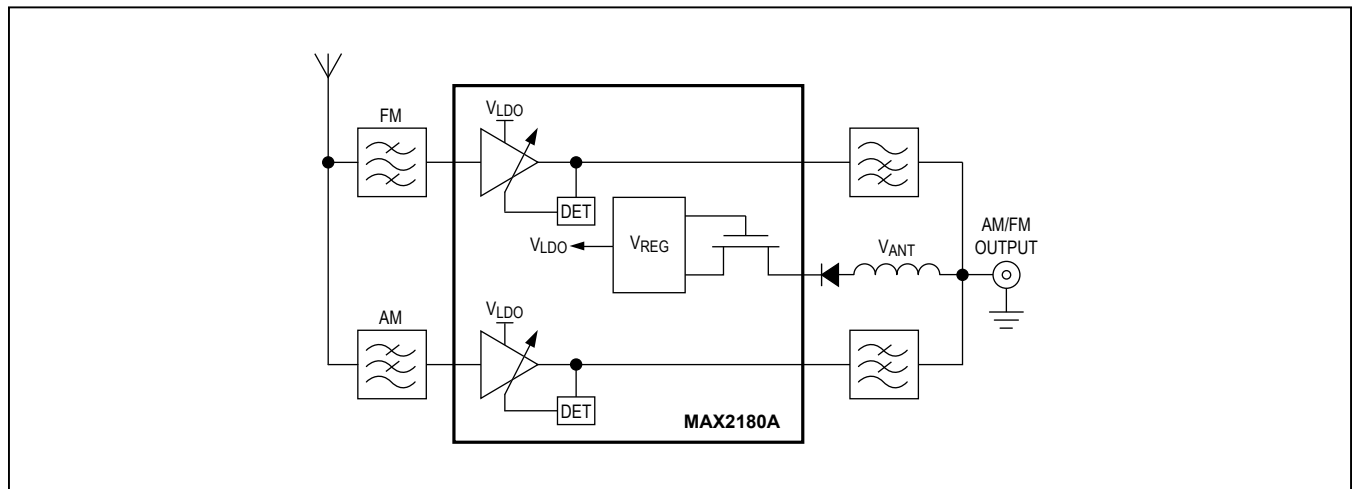 FM
VLDO
DET
VLDO
VREG
VANT
AM/FM
OUTPUT
AM
VLDO
DET
MAX2180A